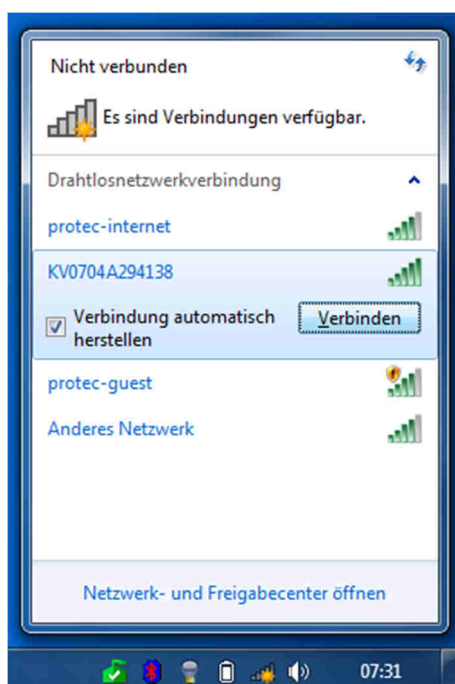 Nicht verbunden
Es sind Verbindungen verfügbar.
Drahtlosnetzwerkverbindung
protec-internet
KV0704A294138
Verbindung automatisch
herstellen
Verbinden
protec-guest
Anderes Netzwerk
Netzwerk- und Freigabecenter öffnen
07:31